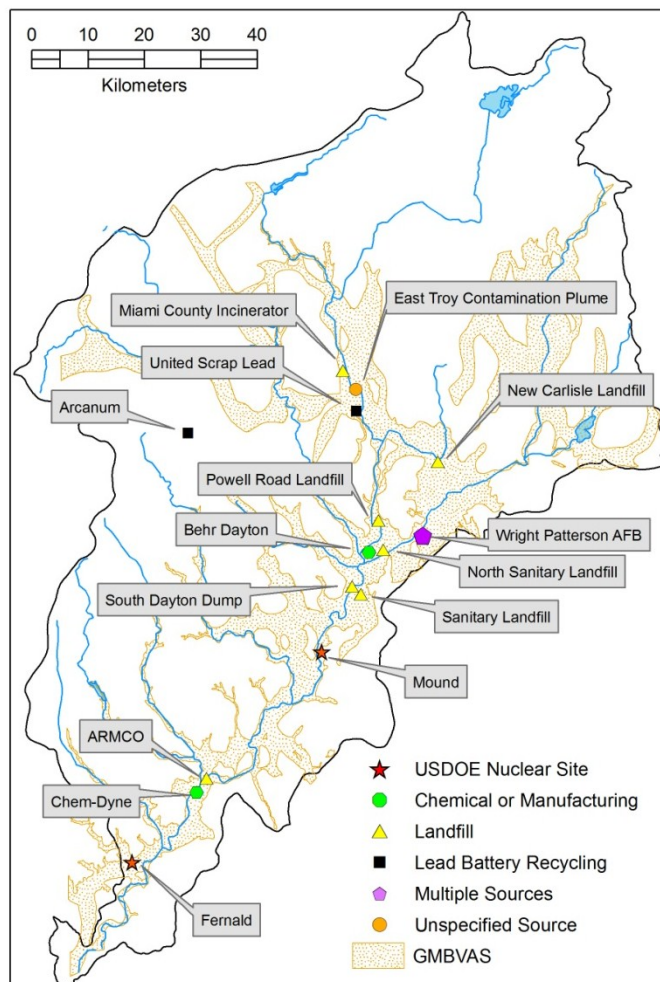 0 10 20 30 40
Kilometers
East Troy Contamination Plume
Miami County Incinerator
United Scrap Lead
New Carlisle Landfill
Arcanum
Powell Road Landfill
Behr Dayton
Wright Patterson AFB
North Sanitary Landfill
South Dayton Dump
Sanitary Landfill
Mound
ARMCO
Chem-Dyne
Fernald
USDOE Nuclear Site
Chemical or Manufacturing
Landfill
Lead Battery Recycling
Multiple Sources
Unspecified Source
GMBVAS